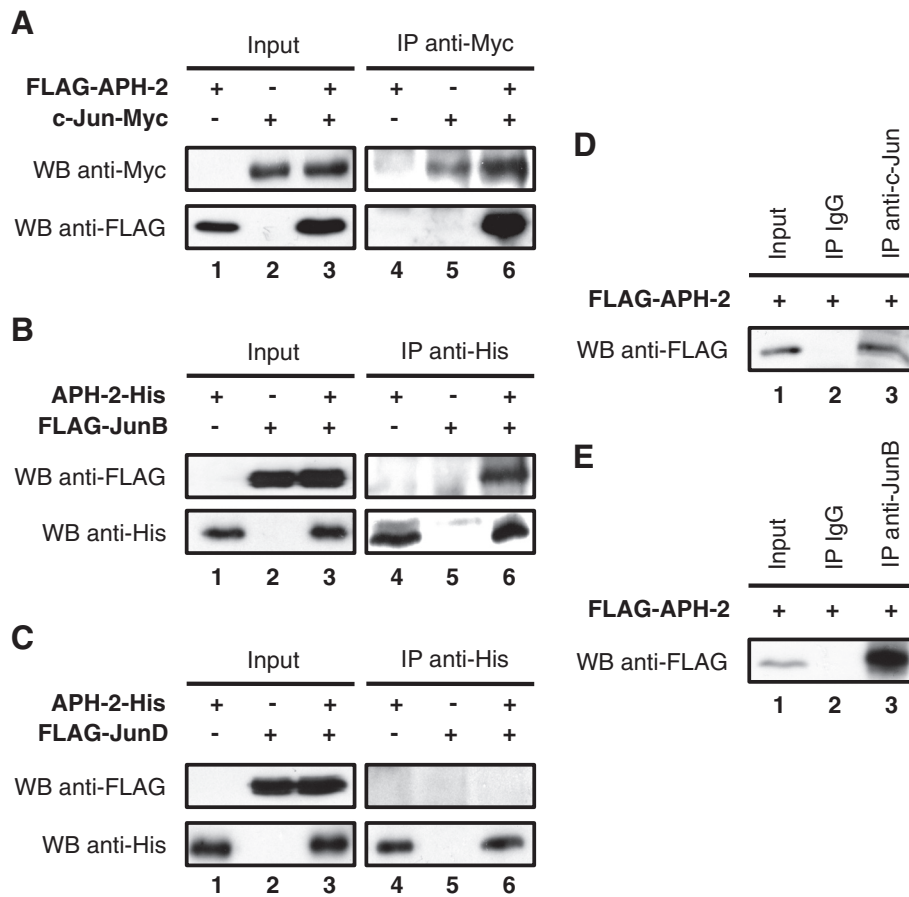 A
Input IP anti-Myc
FLAG-APH-2 + - + + - +
c-Jun-Myc - + + - + +
WB anti-Myc
WB anti-FLAG
1 2 3 4 5 6
B
Input IP anti-His
APH-2-His + - + + - +
FLAG-JunB - + + - + +
WB anti-FLAG
WB anti-His
1 2 3 4 5 6
C
Input IP anti-His
APH-2-His + - + + - +
FLAG-JunD - + + - + +
WB anti-FLAG
WB anti-His
1 2 3 4 5 6
D
Input IP IgG IP anti-c-Jun
FLAG-APH-2 + + +
WB anti-FLAG
1 2 3
E
Input IP IgG IP anti-JunB
FLAG-APH-2 + + +
WB anti-FLAG
1 2 3